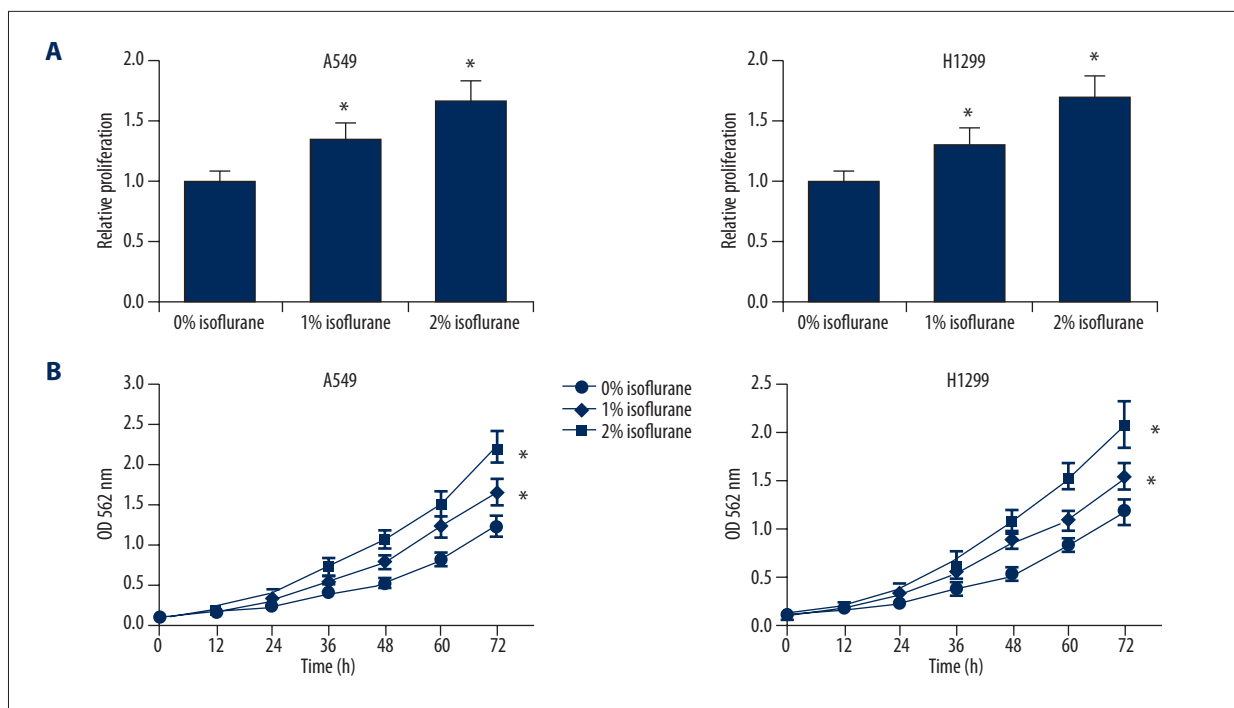 A
A549
Relative proliferation
2.0
1.5
1.0
0.5
0.0
*
*
0% isoflurane 1% isoflurane 2% isoflurane
H1299
Relative proliferation
2.0
1.5
1.0
0.5
0.0
*
*
0% isoflurane 1% isoflurane 2% isoflurane
B
A549
OD 562 nm
3.0
2.5
2.0
1.5
1.0
0.5
0.0
*
*
0 12 24 36 48 60 72
Time (h)
0% isoflurane
1% isoflurane
2% isoflurane
H1299
OD 562 nm
2.5
2.0
1.5
1.0
0.5
0.0
*
*
0 12 24 36 48 60 72
Time (h)